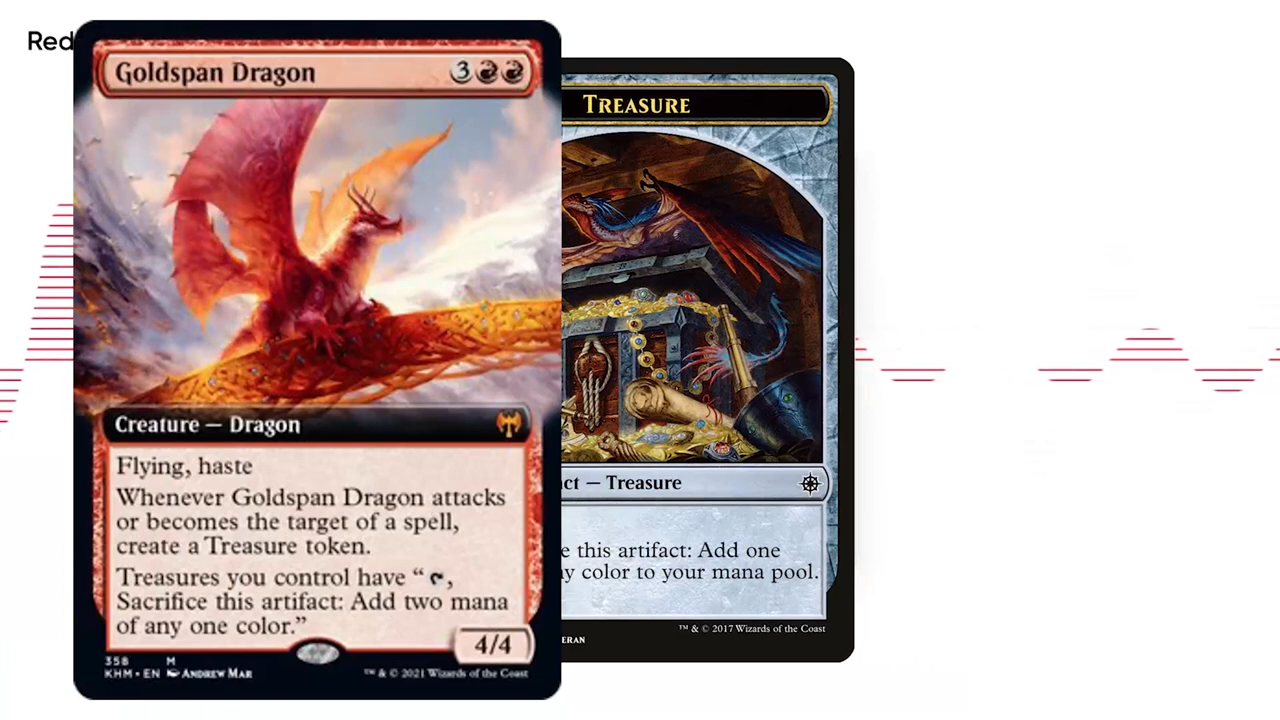 Red
Goldspan Dragon 3
Creature — Dragon
Flying, haste
Whenever Goldspan Dragon attacks
or becomes the target of a spell,
create a Treasure token.
Treasures you control have “ ,
Sacrifice this artifact: Add two mana
of any one color.”
4/4
358 M
KHM • EN Andrew Mar
™ & © 2021 Wizards of the Coast
Treasure
ct — Treasure
e this artifact: Add one
y color to your mana pool.
™ & © 2017 Wizards of the Coast
ERAN